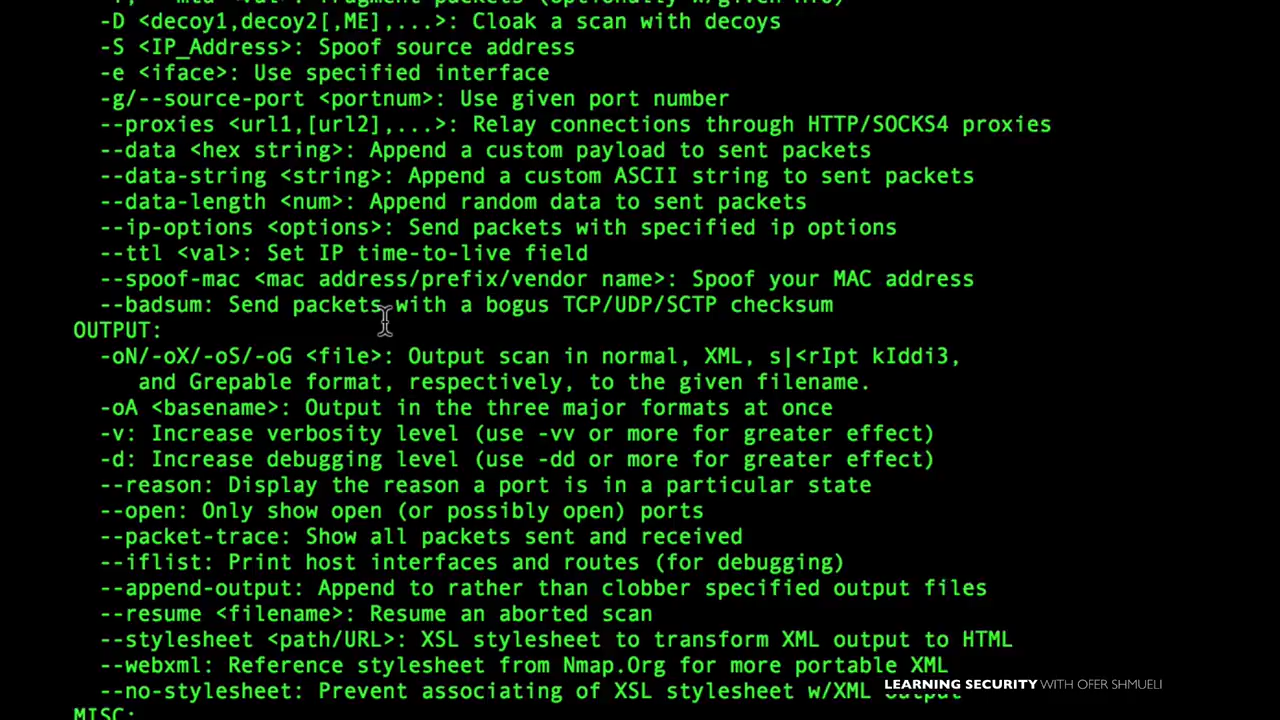 -D <decoy1,decoy2[,ME],...>: Cloak a scan with decoys
-S <IP_Address>: Spoof source address
-e <iface>: Use specified interface
-g/--source-port <portnum>: Use given port number
--proxies <url1,[url2],...>: Relay connections through HTTP/SOCKS4 proxies
--data <hex string>: Append a custom payload to sent packets
--data-string <string>: Append a custom ASCII string to sent packets
--data-length <num>: Append random data to sent packets
--ip-options <options>: Send packets with specified ip options
--ttl <val>: Set IP time-to-live field
--spoof-mac <mac address/prefix/vendor name>: Spoof your MAC address
--badsum: Send packets with a bogus TCP/UDP/SCTP checksum
OUTPUT:
-oN/-oX/-oS/-oG <file>: Output scan in normal, XML, s|<rIpt kIddi3,
and Grepable format, respectively, to the given filename.
-oA <basename>: Output in the three major formats at once
-v: Increase verbosity level (use -vv or more for greater effect)
-d: Increase debugging level (use -dd or more for greater effect)
--reason: Display the reason a port is in a particular state
--open: Only show open (or possibly open) ports
--packet-trace: Show all packets sent and received
--iflist: Print host interfaces and routes (for debugging)
--append-output: Append to rather than clobber specified output files
--resume <filename>: Resume an aborted scan
--stylesheet <path/URL>: XSL stylesheet to transform XML output to HTML
--webxml: Reference stylesheet from Nmap.Org for more portable XML
--no-stylesheet: Prevent associating of XSL stylesheet w/XML output
LEARNING SECURITY WITH OFER SHMUELI
MISC: